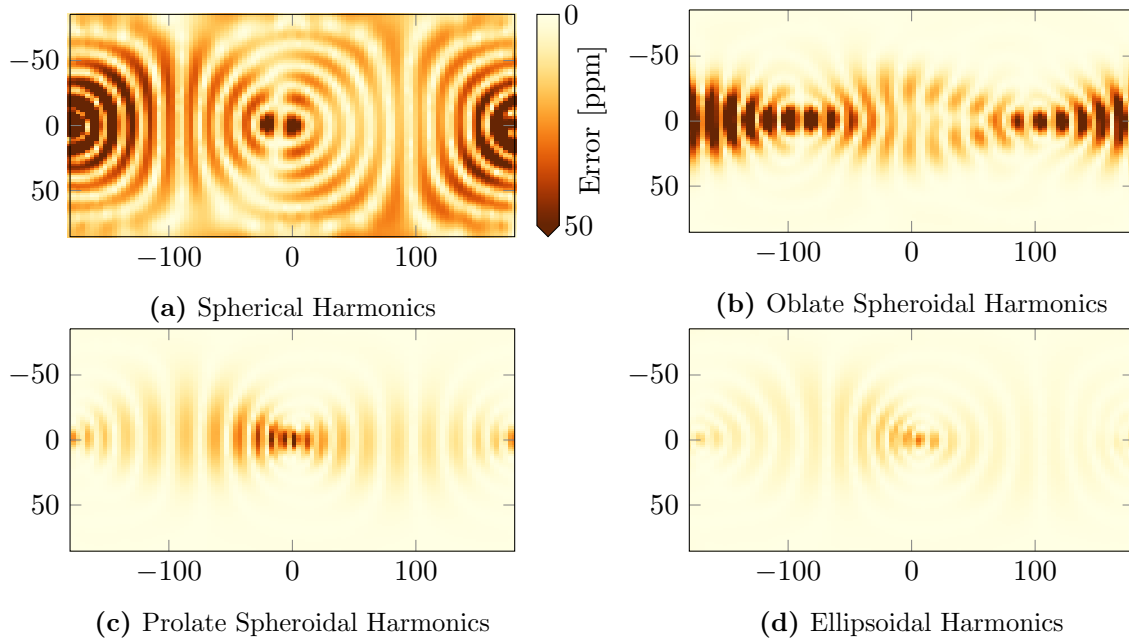 0
−50
0
50
−100 0 100
Error [ppm]
50
(a) Spherical Harmonics
−50
0
50
−100 0 100
(b) Oblate Spheroidal Harmonics
−50
0
50
−100 0 100
(c) Prolate Spheroidal Harmonics
−50
0
50
−100 0 100
(d) Ellipsoidal Harmonics